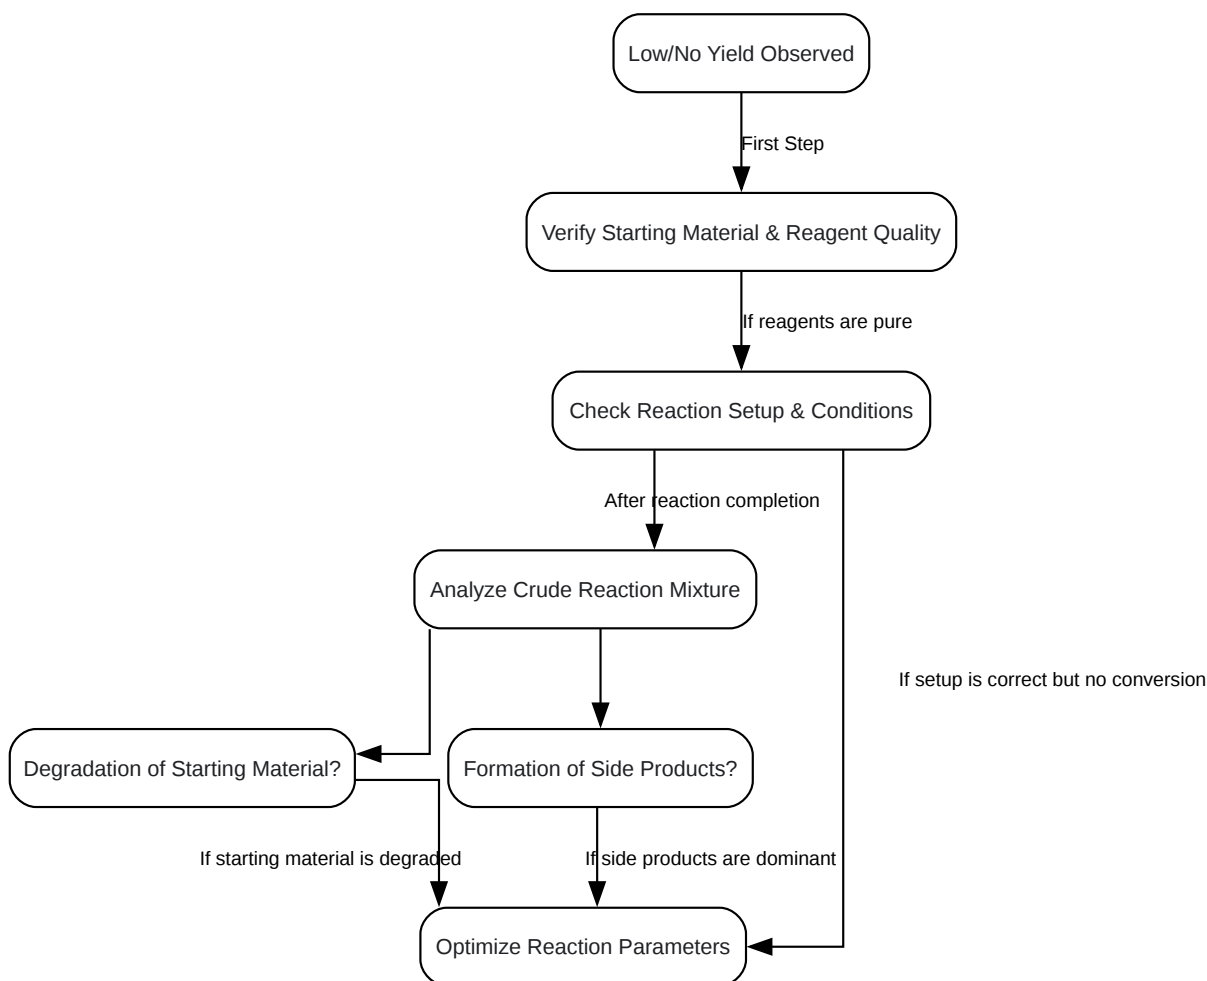 Low/No Yield Observed
First Step
Verify Starting Material & Reagent Quality
If reagents are pure
Check Reaction Setup & Conditions
After reaction completion
Analyze Crude Reaction Mixture
If setup is correct but no conversion
Degradation of Starting Material?
Formation of Side Products?
If starting material is degraded
If side products are dominant
Optimize Reaction Parameters